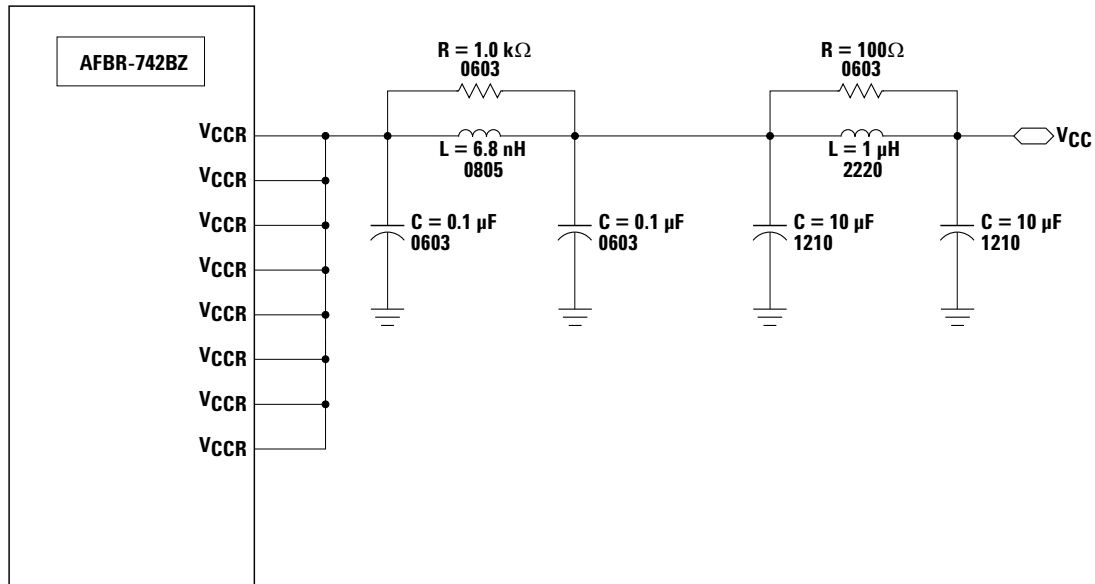 AFBR-742BZ
R = 1.0 kΩ
0603
R = 100Ω
0603
VCCR
L = 6.8 nH
0805
L = 1 µH
2220
VCC
VCCR
VCCR
C = 0.1 µF
0603
C = 0.1 µF
0603
C = 10 µF
1210
C = 10 µF
1210
VCCR
VCCR
VCCR
VCCR
VCCR